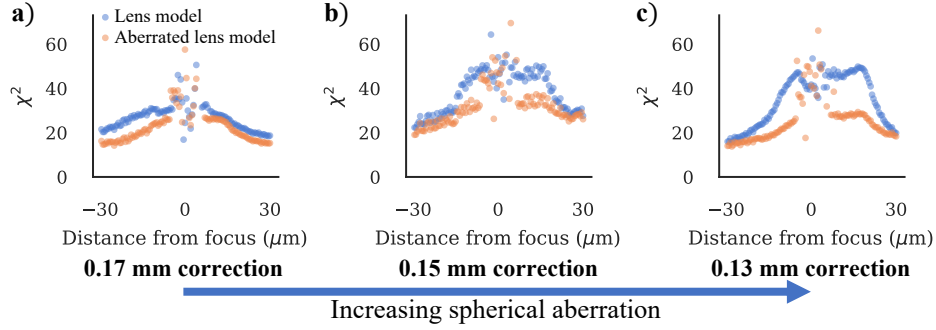 a)
Lens model
Aberrated lens model
χ²
60
40
20
0
−30
0
30
Distance from focus (μm)
0.17 mm correction
b)
χ²
60
40
20
0
−30
0
30
Distance from focus (μm)
0.15 mm correction
c)
χ²
60
40
20
0
−30
0
30
Distance from focus (μm)
0.13 mm correction
Increasing spherical aberration